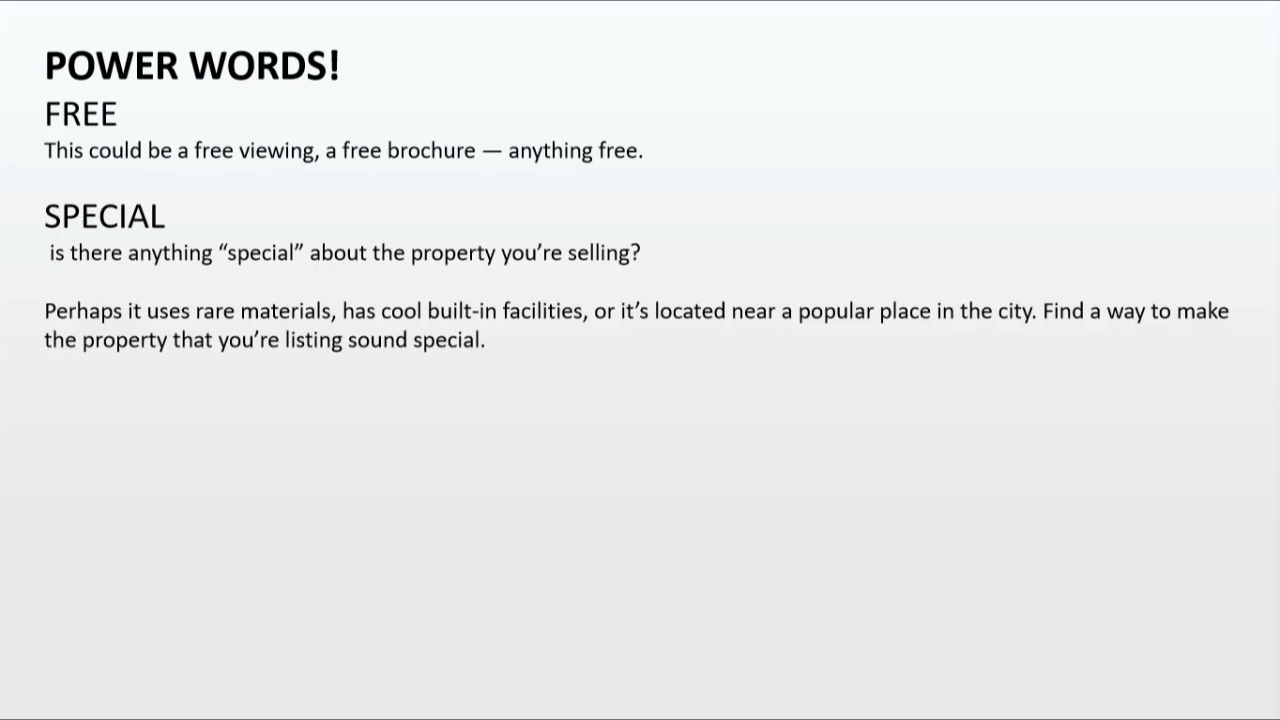 POWER WORDS!
FREE
This could be a free viewing, a free brochure — anything free.
SPECIAL
is there anything “special” about the property you’re selling?
Perhaps it uses rare materials, has cool built-in facilities, or it’s located near a popular place in the city. Find a way to make
the property that you’re listing sound special.